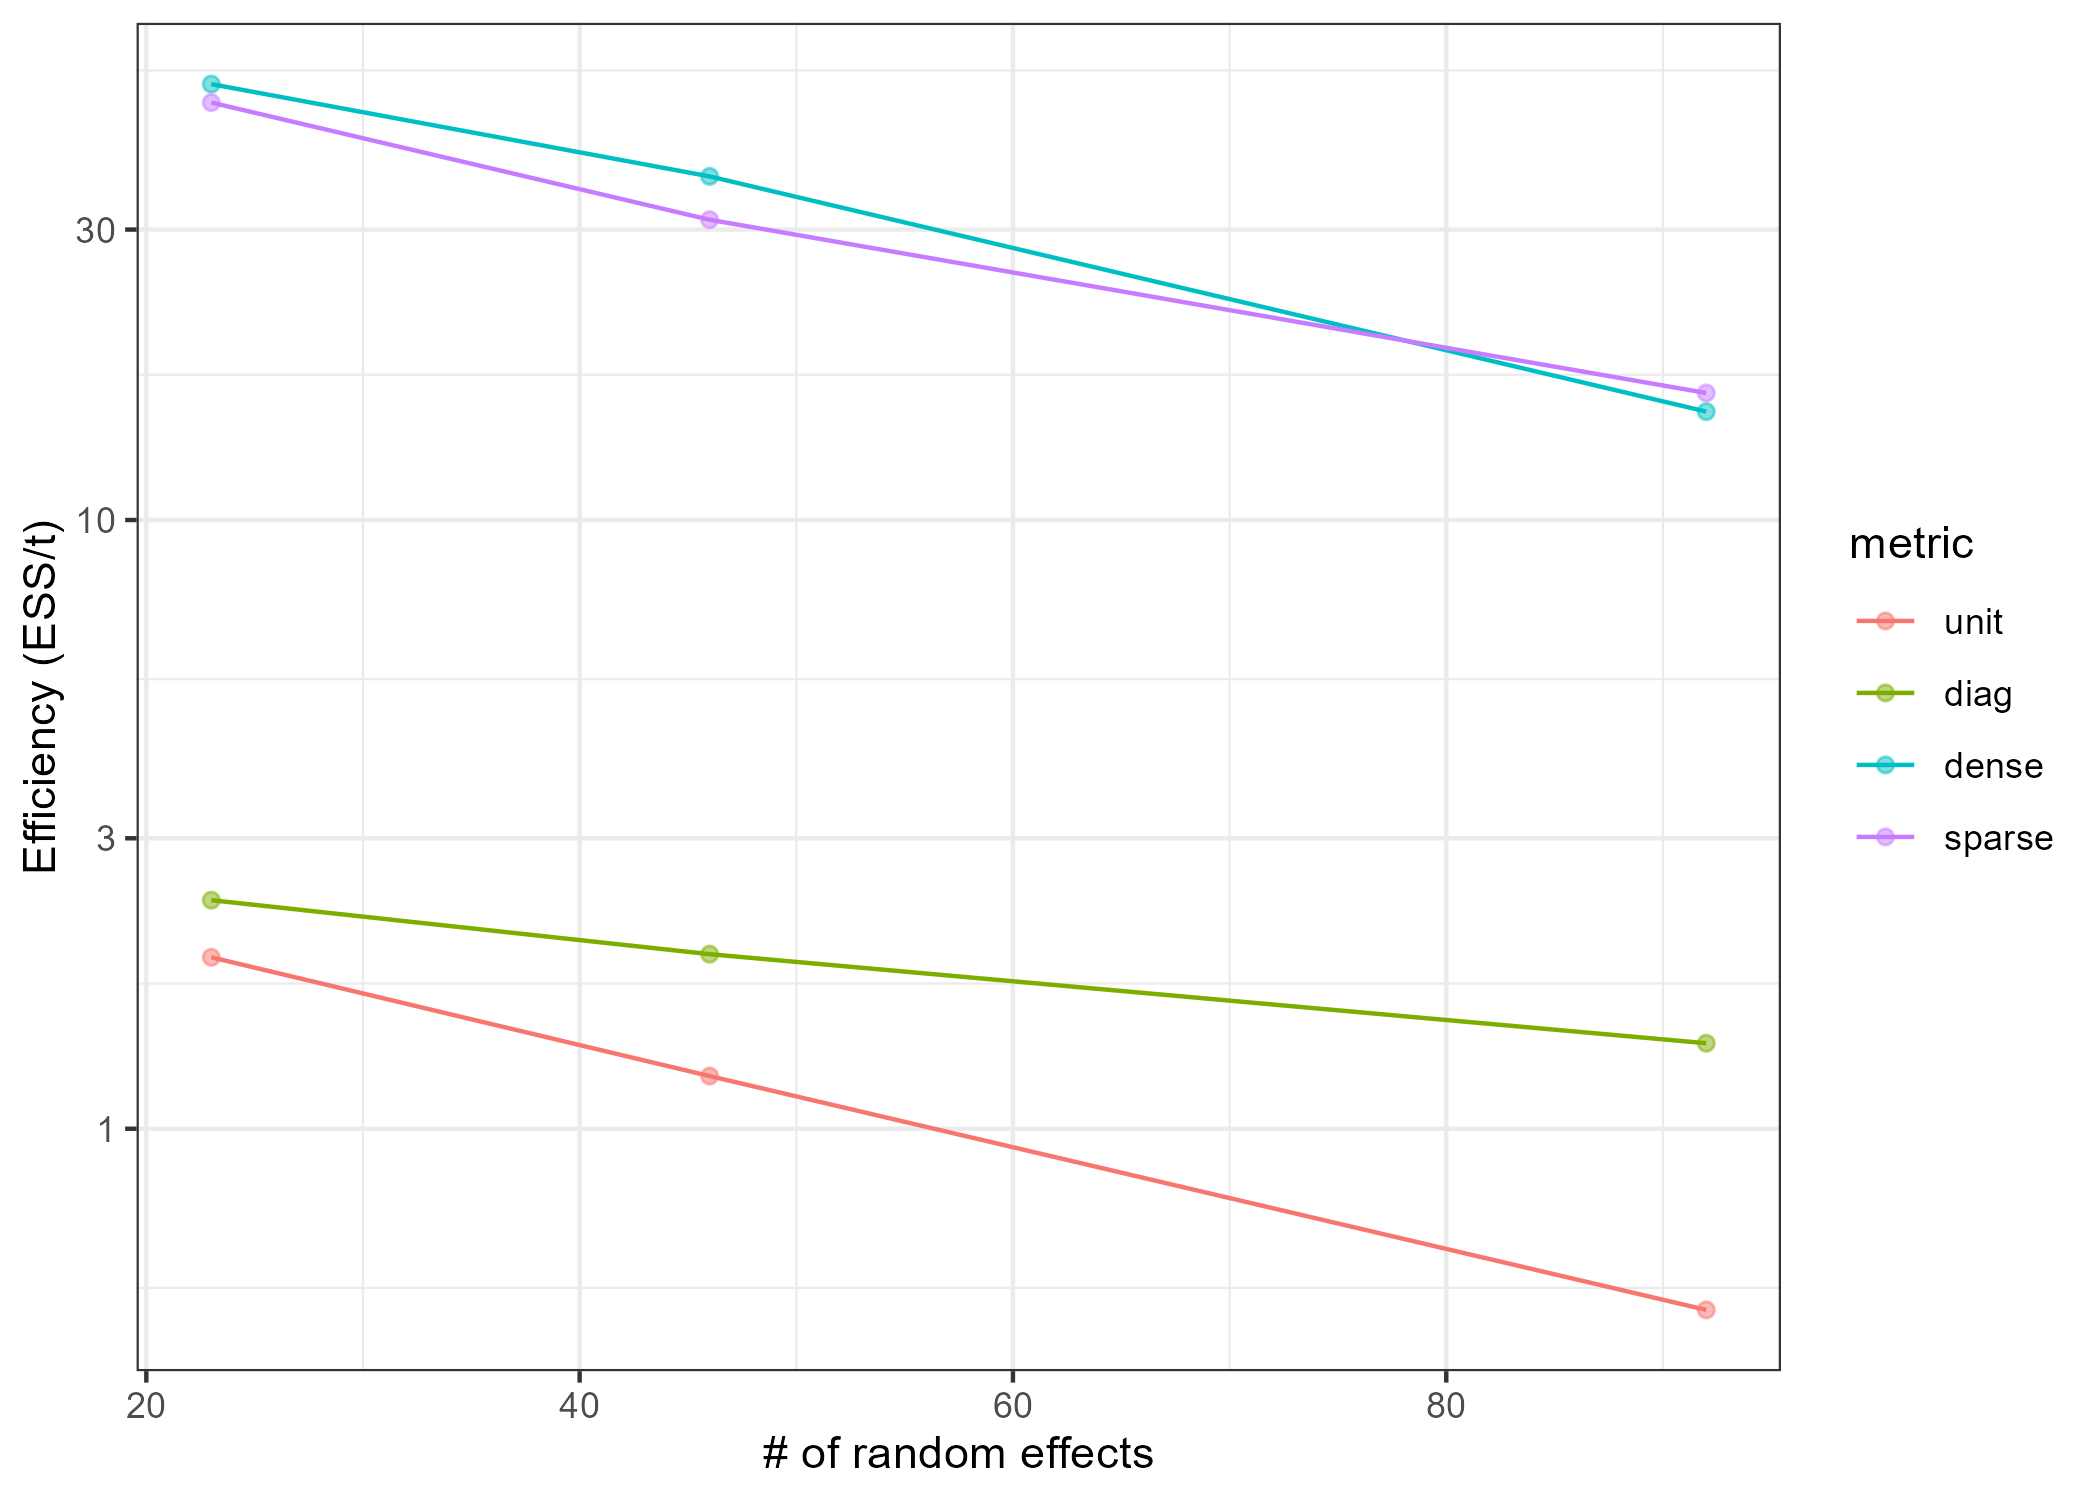 Efficiency (ESS/t)
30
10
3
1
20 40 60 80
# of random effects
metric
unit
diag
dense
sparse